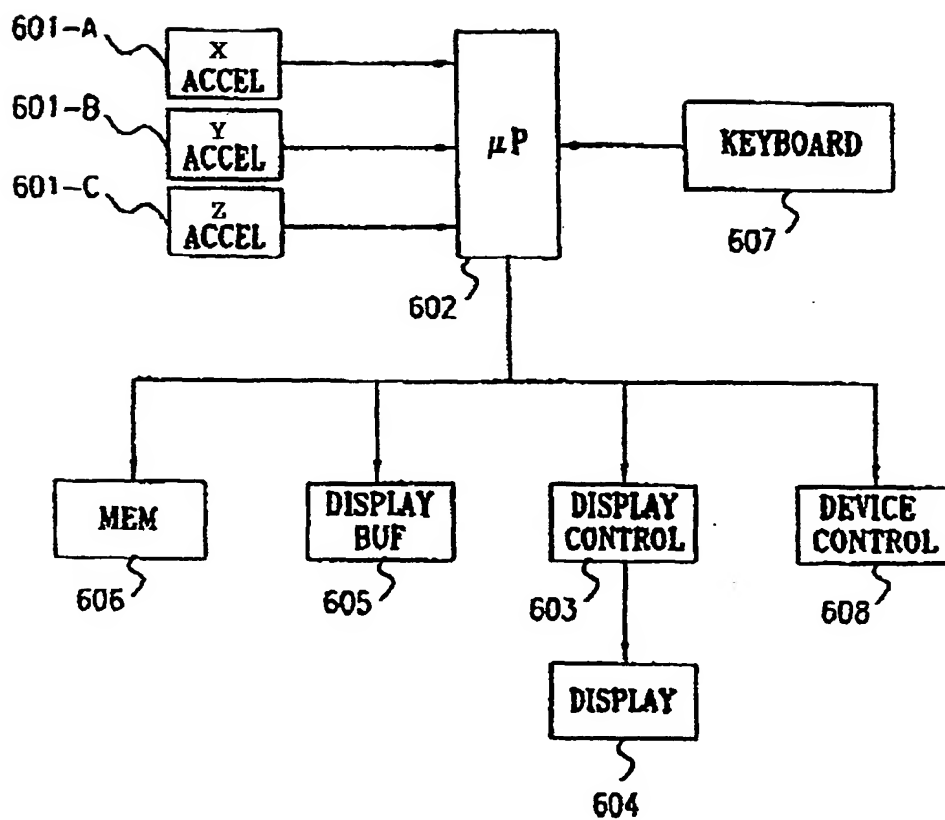 601-A
X
ACCEL
601-B
Y
ACCEL
601-C
Z
ACCEL
μP
602
KEYBOARD
607
MEM
606
DISPLAY
BUF
605
DISPLAY
CONTROL
603
DEVICE
CONTROL
608
DISPLAY
604